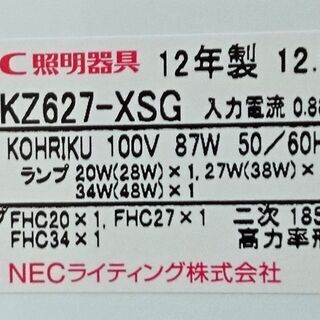 C 照明器具 12年製 12.
KZ627-XSG 入力電流 0.8
KOHRIKU 100V 87W 50/60H
ランプ 20W(28W)×1,27W(38W)×
34W(48W)×1
FHC20×1,FHC27×1 二次 18
FHC34×1 高力率形
NECライティング株式会社